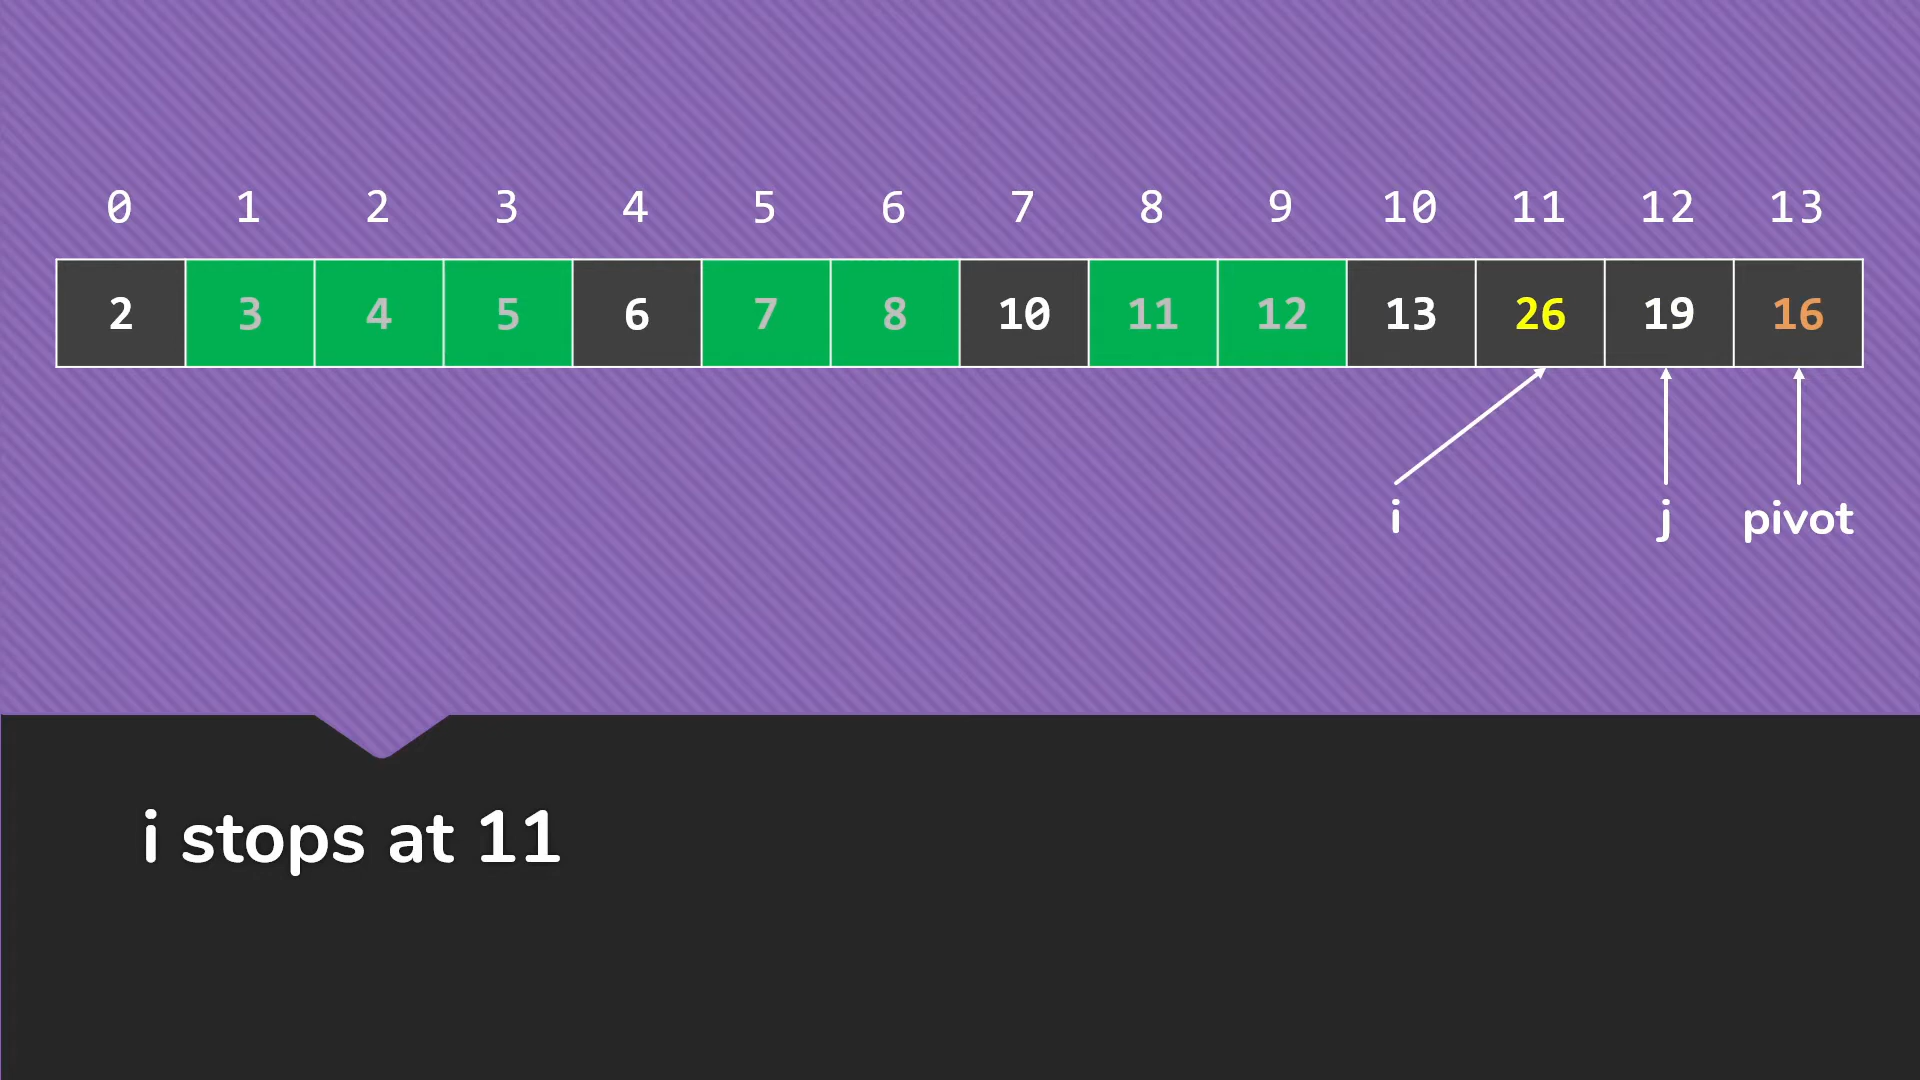 0 1 2 3 4 5 6 7 8 9 10 11 12 13
2 3 4 5 6 7 8 10 11 12 13 26 19 16
i j pivot
i stops at 11